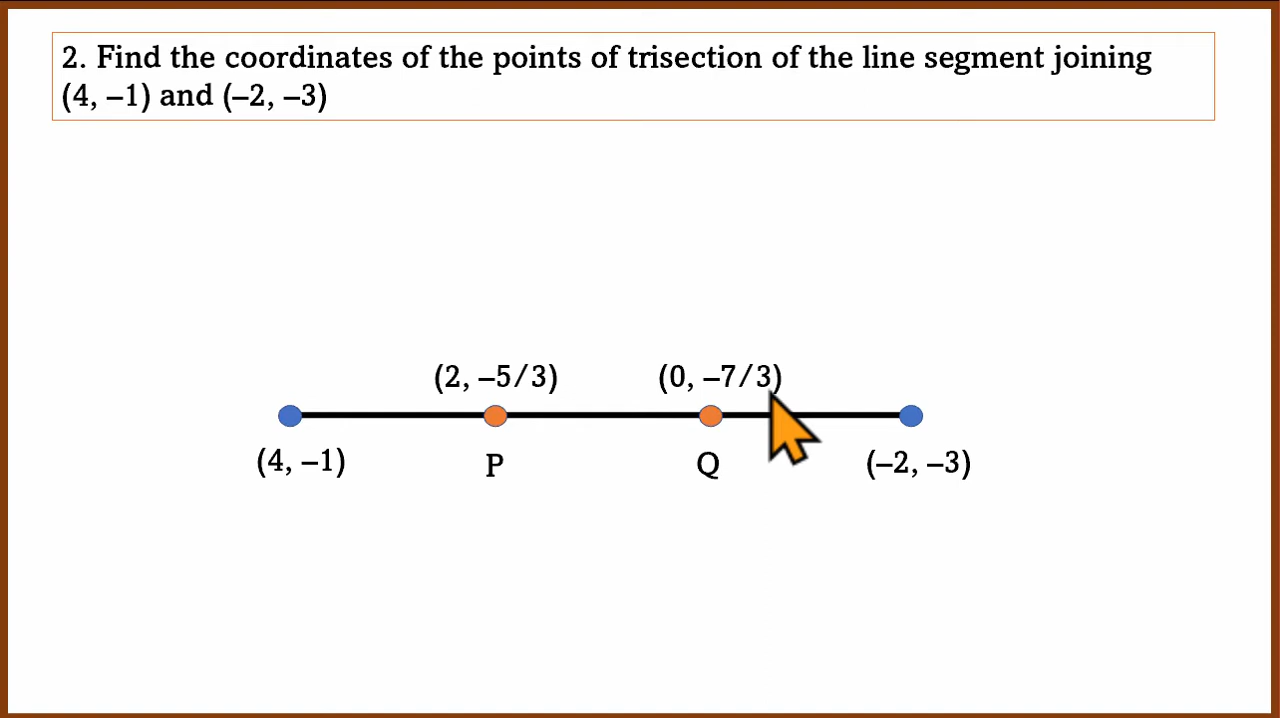 2. Find the coordinates of the points of trisection of the line segment joining
(4, –1) and (–2, –3)
(2, –5/3)
(0, –7/3)
(4, –1)
P
Q
(–2, –3)